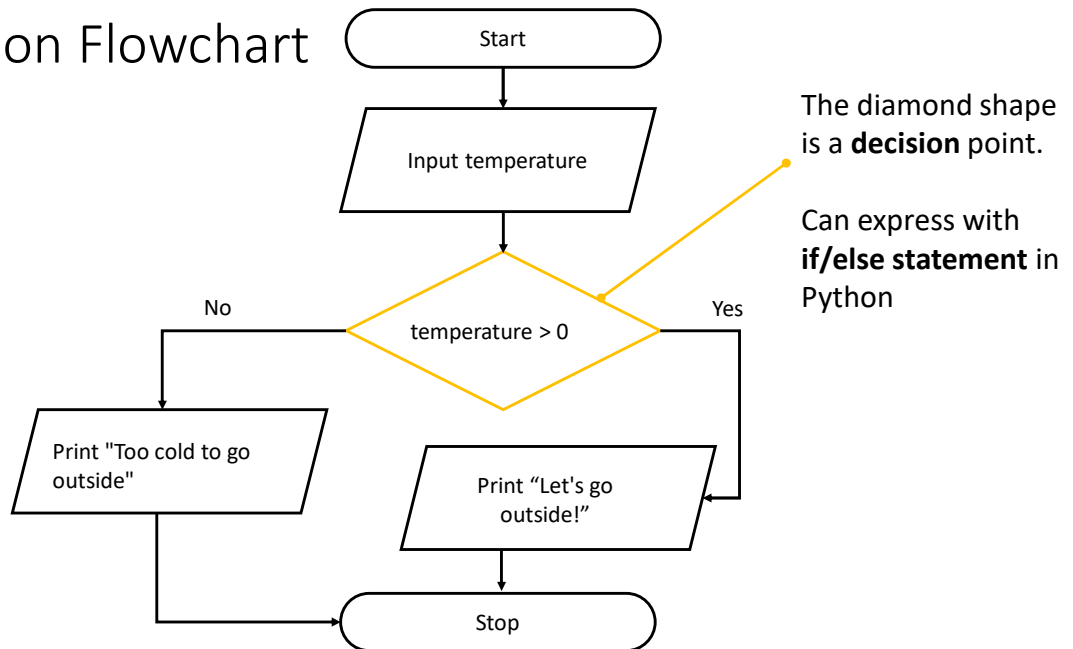 on Flowchart
Start
Input temperature
The diamond shape
is a decision point.
Can express with
if/else statement in
Python
No
temperature > 0
Yes
Print "Too cold to go
outside"
Print “Let's go
outside!”
Stop